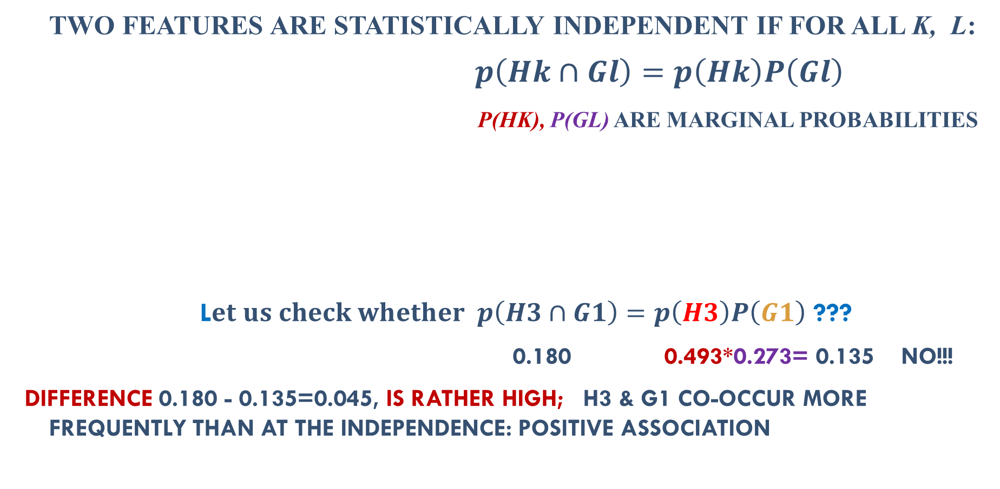 TWO FEATURES ARE STATISTICALLY INDEPENDENT IF FOR ALL K, L:
p(Hk ∩ Gl) = p(Hk)P(Gl)
P(HK), P(GL) ARE MARGINAL PROBABILITIES
Let us check whether p(H3 ∩ G1) = p(H3)P(G1) ???
0.180 0.493*0.273= 0.135 NO!!!
DIFFERENCE 0.180 - 0.135=0.045, IS RATHER HIGH; H3 & G1 CO-OCCUR MORE
FREQUENTLY THAN AT THE INDEPENDENCE: POSITIVE ASSOCIATION